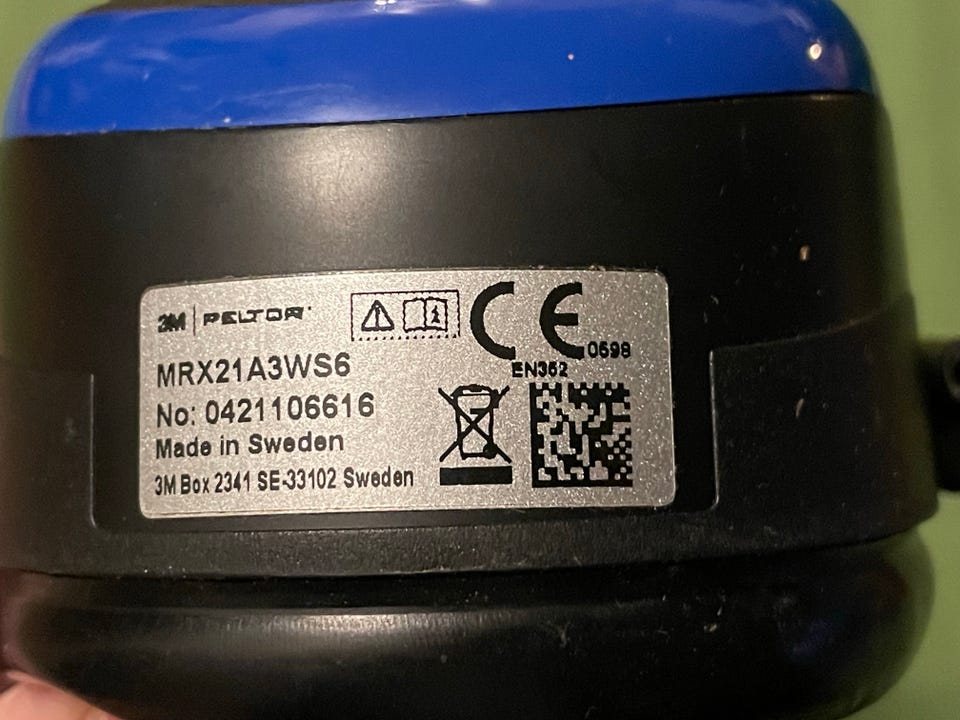 3M | PELTOR
MRX21A3WS6
No: 0421106616
Made in Sweden
3M Box 2341 SE-33102 Sweden
CE
0598
EN352